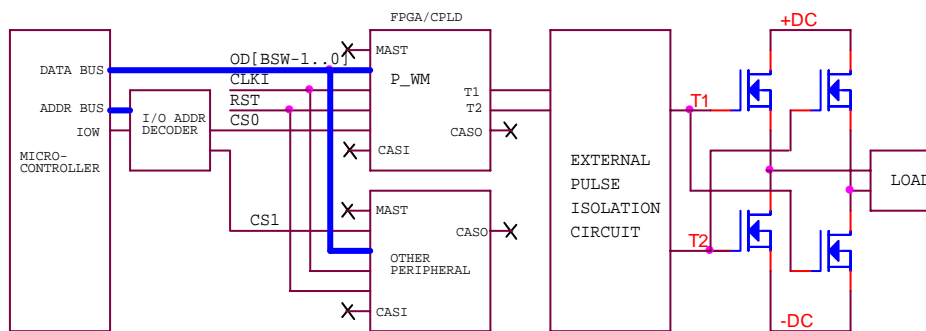 FPGA/CPLD
+DC
MAST
OD[BSW-1..0]
DATA BUS
P_WM
CLKI
T1
T1
ADDR BUS
RST
T2
I/O ADDR
DECODER
IOW
CS0
CASO
CASI
MICRO-
CONTROLLER
EXTERNAL
PULSE
ISOLATION
CIRCUIT
LOAD
MAST
CS1
CASO
T2
OTHER
PERIPHERAL
CASI
-DC